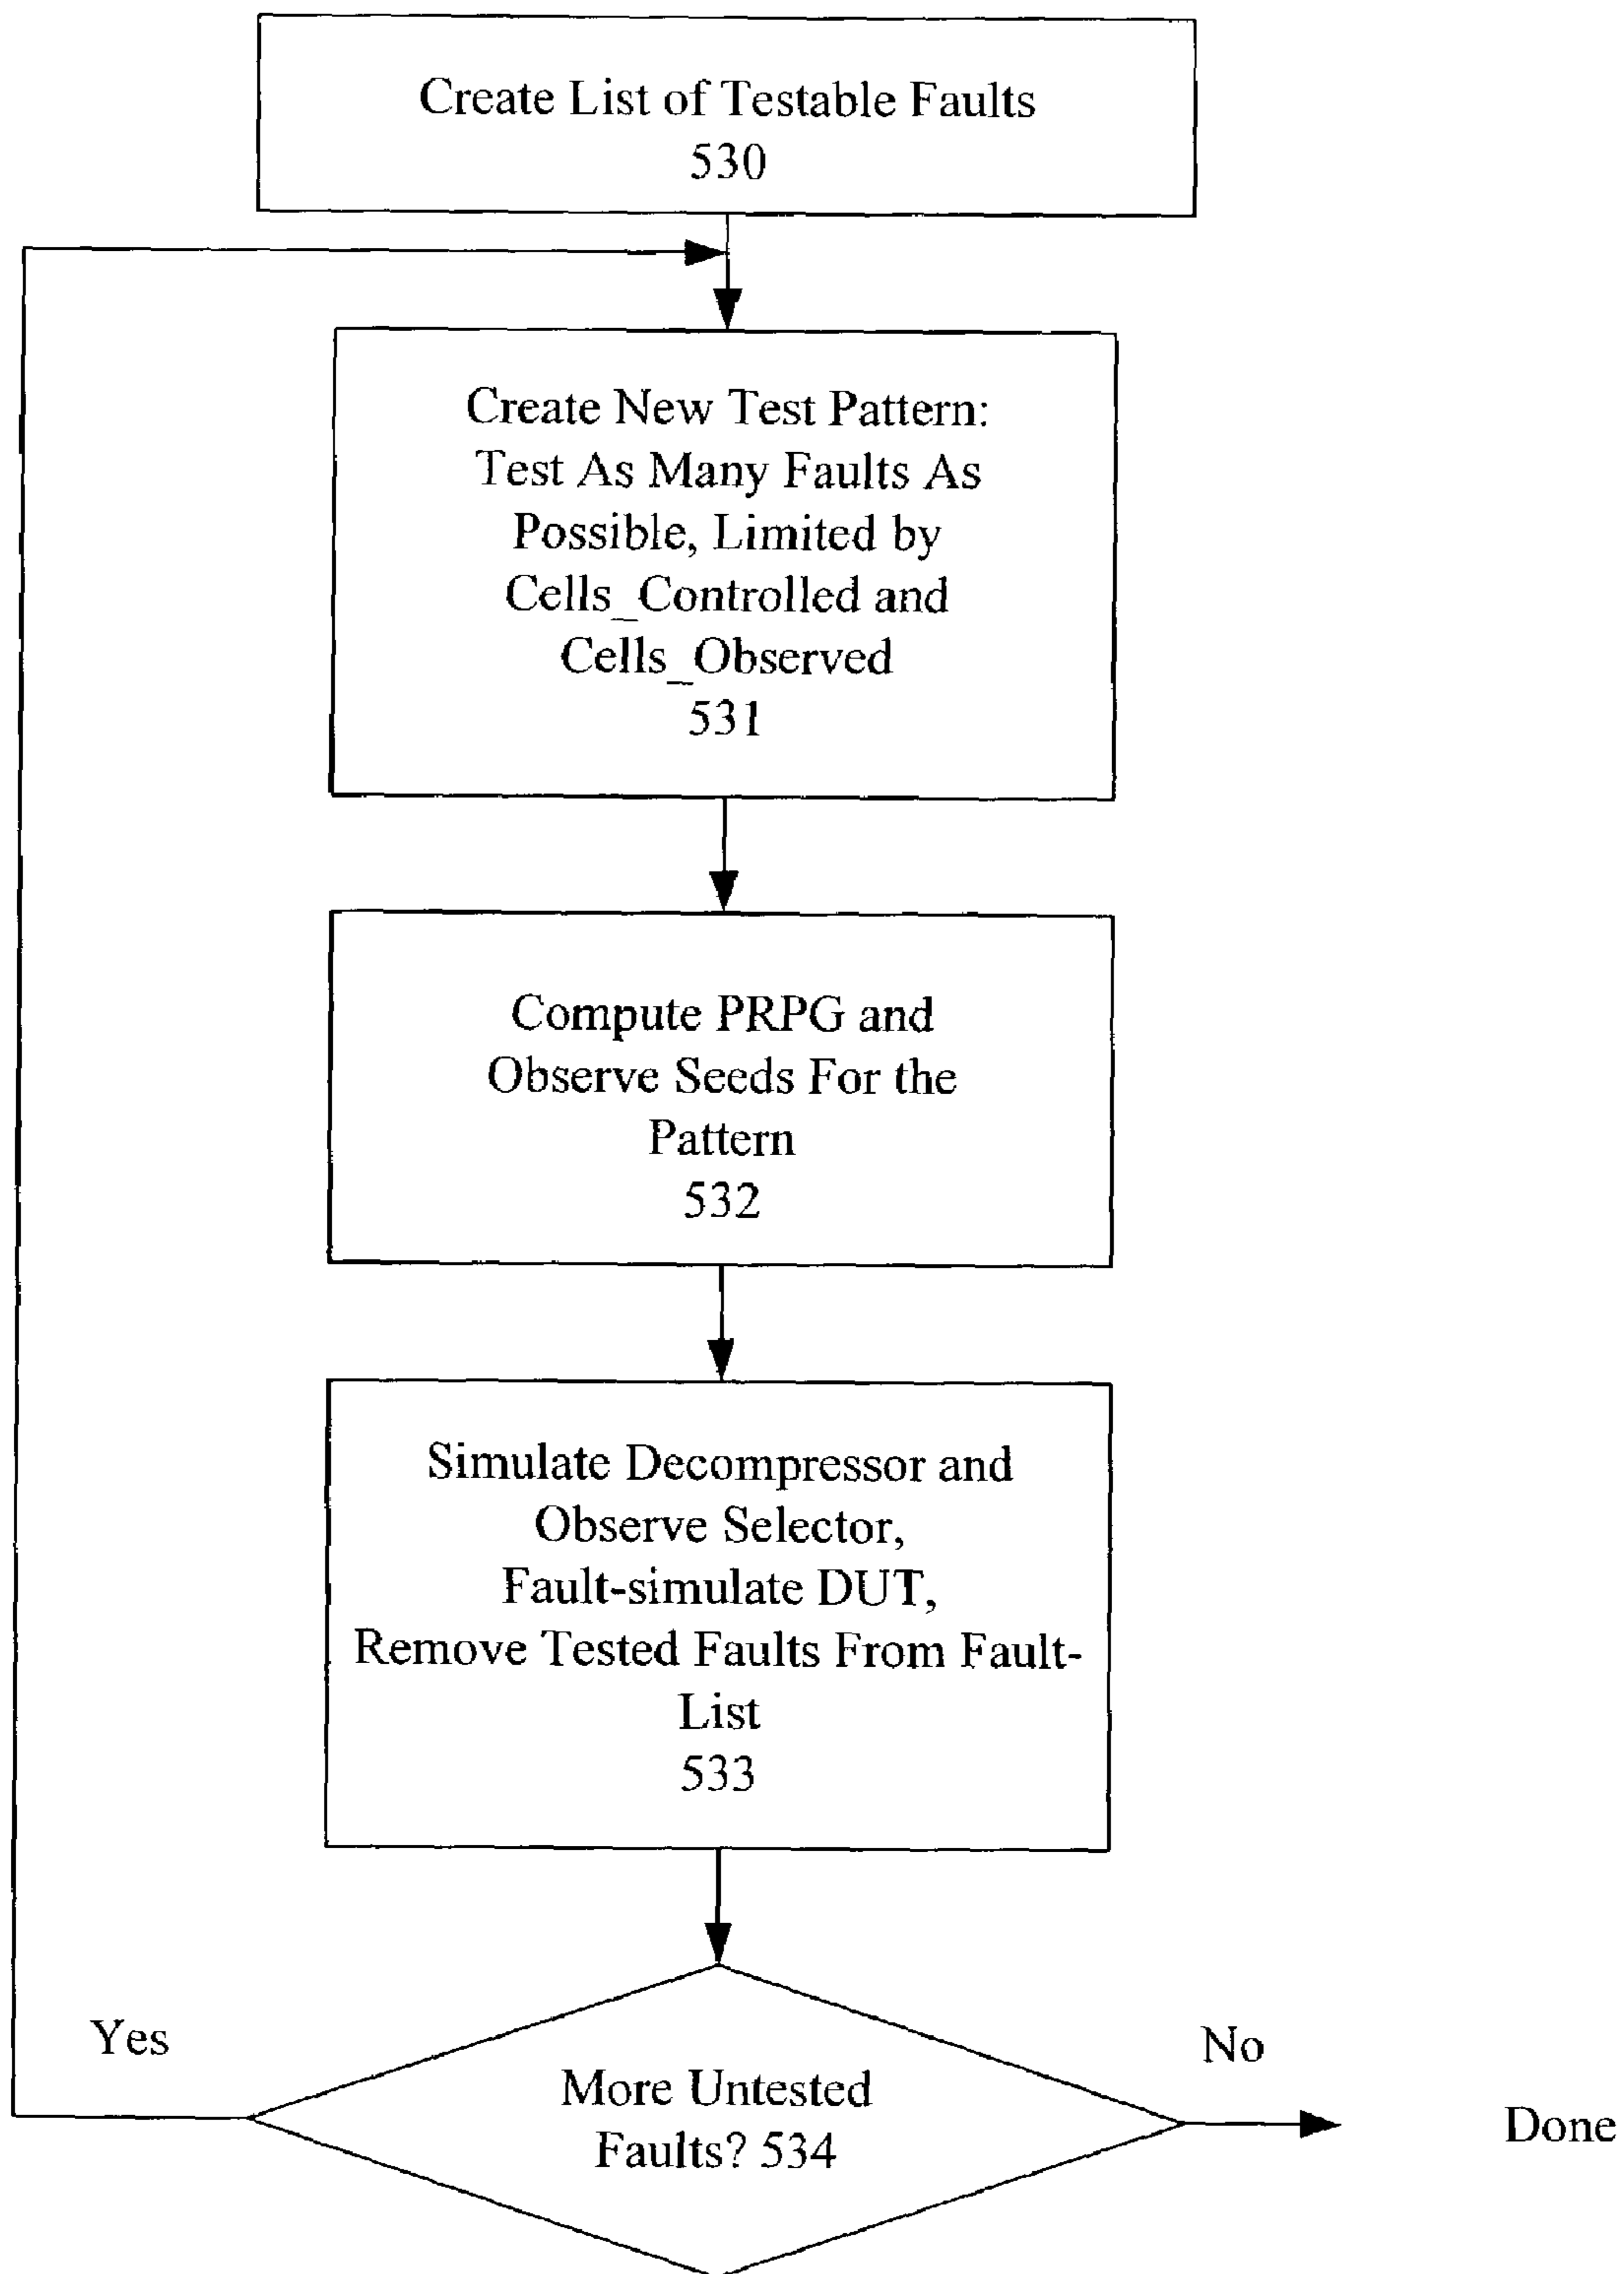 Create List of Testable Faults
530
Create New Test Pattern:
Test As Many Faults As
Possible, Limited by
Cells_Controlled and
Cells_Observed
531
Compute PRPG and
Observe Seeds For the
Pattern
532
Simulate Decompressor and
Observe Selector,
Fault-simulate DUT,
Remove Tested Faults From Fault-
List
533
Yes
No
More Untested
Faults? 534
Done